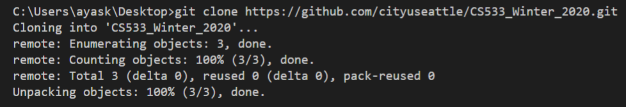 C:\Users\ayask\Desktop>git clone https://github.com/cityuseattle/CS533_Winter_2020.git
Cloning into 'CS533_Winter_2020'...
remote: Enumerating objects: 3, done.
remote: Counting objects: 100% (3/3), done.
remote: Total 3 (delta 0), reused 0 (delta 0), pack-reused 0
Unpacking objects: 100% (3/3), done.